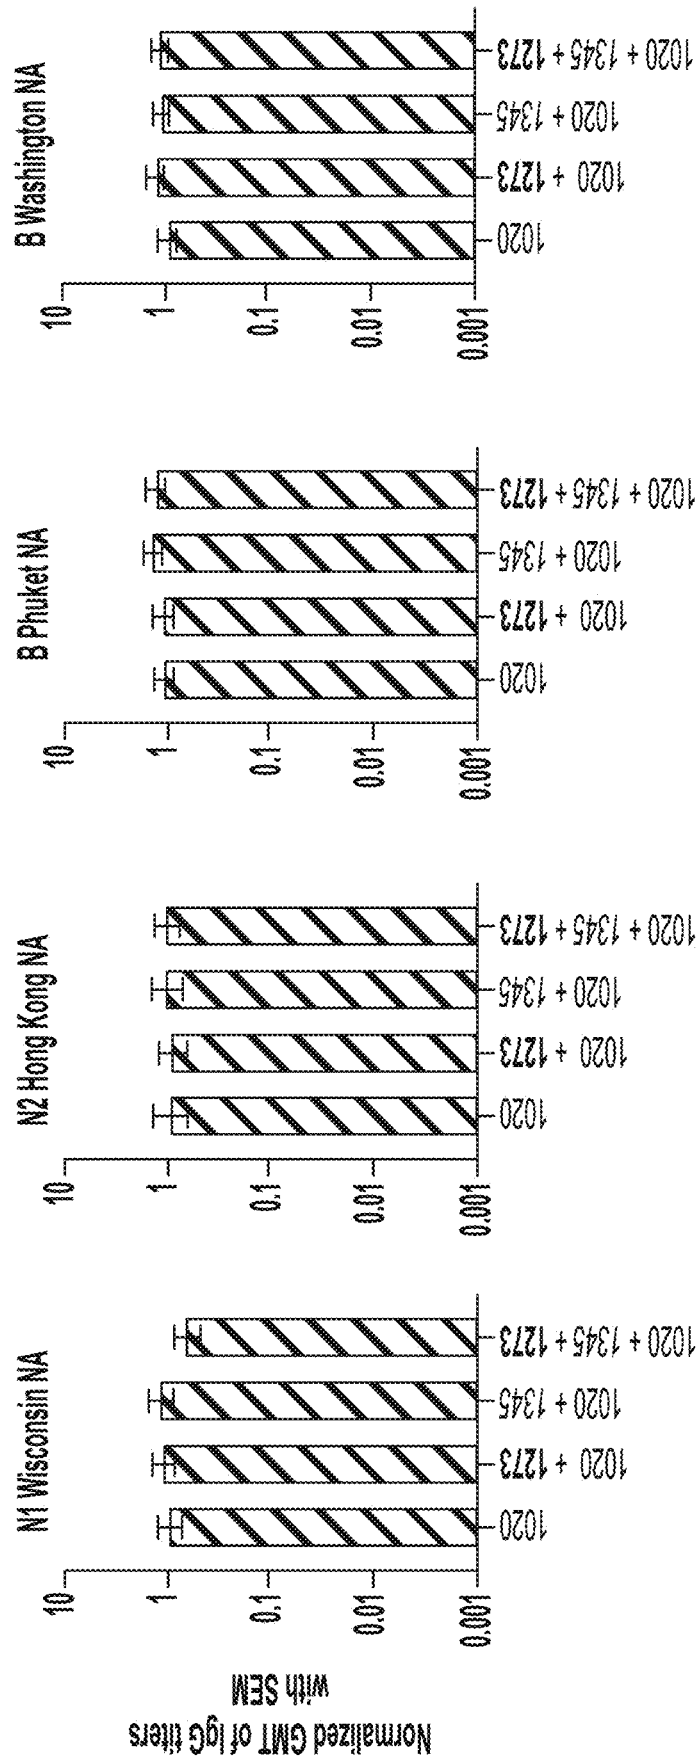 Normalized GMT of IgG titers
with SEM
N1 Wisconsin NA
10
1
0.1
0.01
0.001
1020
1020 + 1273
1020 + 1345
1020 + 1345 + 1273
N2 Hong Kong NA
10
1
0.1
0.01
0.001
1020
1020 + 1273
1020 + 1345
1020 + 1345 + 1273
B Phuket NA
10
1
0.1
0.01
0.001
1020
1020 + 1273
1020 + 1345
1020 + 1345 + 1273
B Washington NA
10
1
0.1
0.01
0.001
1020
1020 + 1273
1020 + 1345
1020 + 1345 + 1273